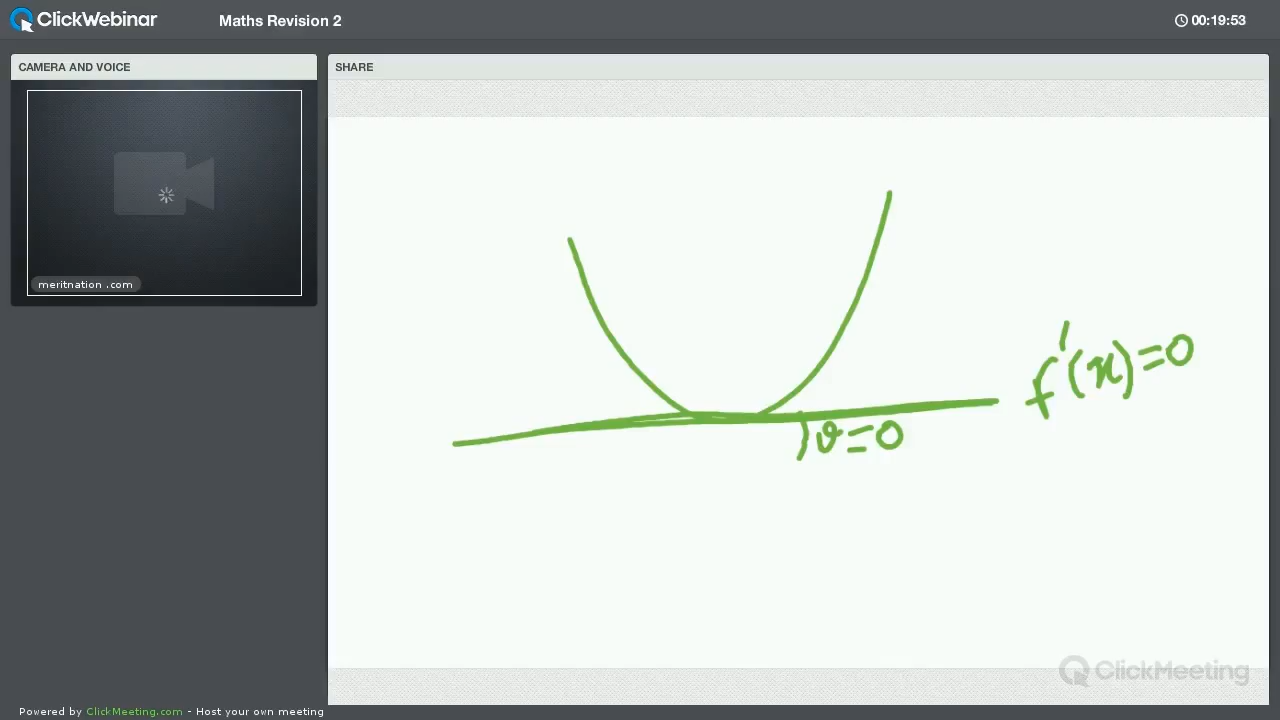 ClickWebinar
Maths Revision 2
00:19:53
CAMERA AND VOICE
SHARE
meritnation .com
f'(x)=0
θ=0
ClickMeeting
Powered by ClickMeeting.com - Host your own meeting